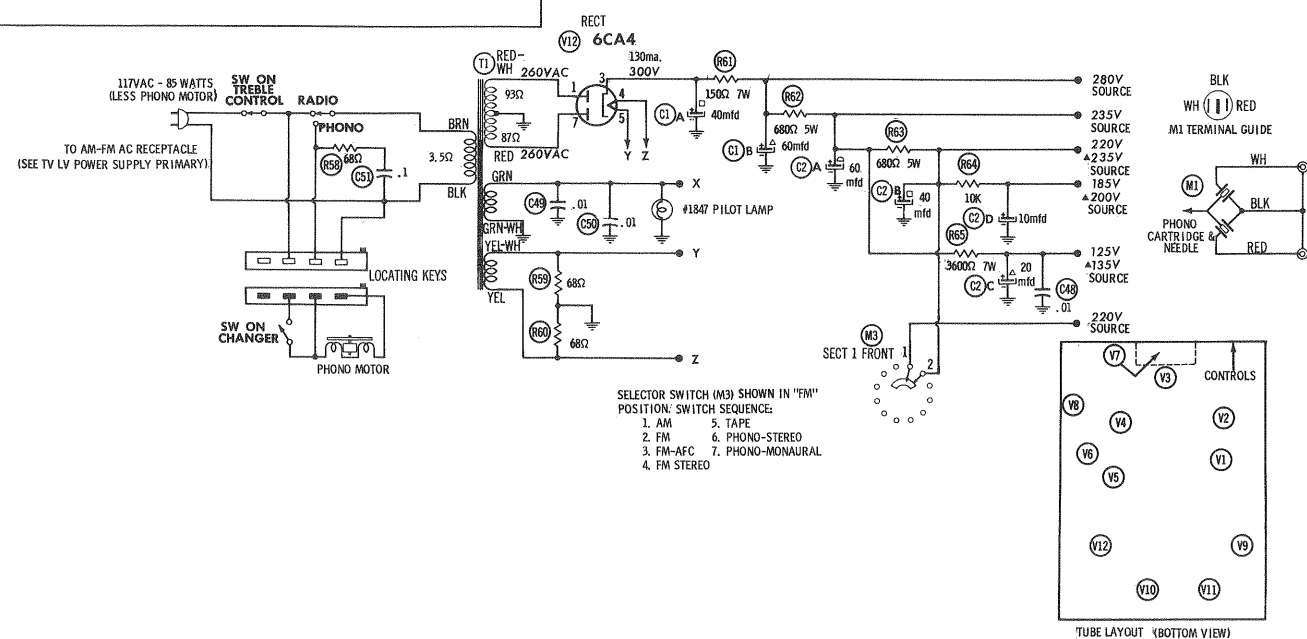 RECT
V12 6CA4
117VAC - 85 WATTS
(LESS PHONO MOTOR)
SW ON
TREBLE
CONTROL
RADIO
PHONO
TO AM-FM AC RECEPTACLE
(SEE TV LV POWER SUPPLY PRIMARY)
R58
68Ω
C51
.1
BRN
3.5Ω
BLK
T1
RED-
WH
260VAC
93Ω
87Ω
RED 260VAC
GRN
GRN-WH
YEL-WH
YEL
1
7
3
4
5
Y Z
130ma,
300V
C49
.01
C50
.01
#1847 PILOT LAMP
X
Y
Z
R59
68Ω
R60
68Ω
LOCATING KEYS
SW ON
CHANGER
PHONO MOTOR
R61
150Ω 7W
C1 A
40mfd
R62
680Ω 5W
C1 B
60mfd
R63
680Ω 5W
C2 A
60
mfd
R64
10K
C2 B
40
mfd
C2 D
10mfd
R65
3600Ω 7W
C2 C
20
mfd
C48
.01
280V
SOURCE
235V
SOURCE
220V
▲235V
SOURCE
185V
▲200V
SOURCE
125V
▲135V
SOURCE
220V
SOURCE
M3
SECT 1 FRONT
1
2
SELECTOR SWITCH (M3) SHOWN IN "FM"
POSITION. SWITCH SEQUENCE:
1. AM 5. TAPE
2. FM 6. PHONO-STEREO
3. FM-AFC 7. PHONO-MONAURAL
4. FM STEREO
BLK
WH RED
M1 TERMINAL GUIDE
M1
WH
BLK
RED
PHONO
CARTRIDGE &
NEEDLE
V7
V3
CONTROLS
V8
V4
V2
V6
V1
V5
V12
V9
V10
V11
TUBE LAYOUT (BOTTOM VIEW)